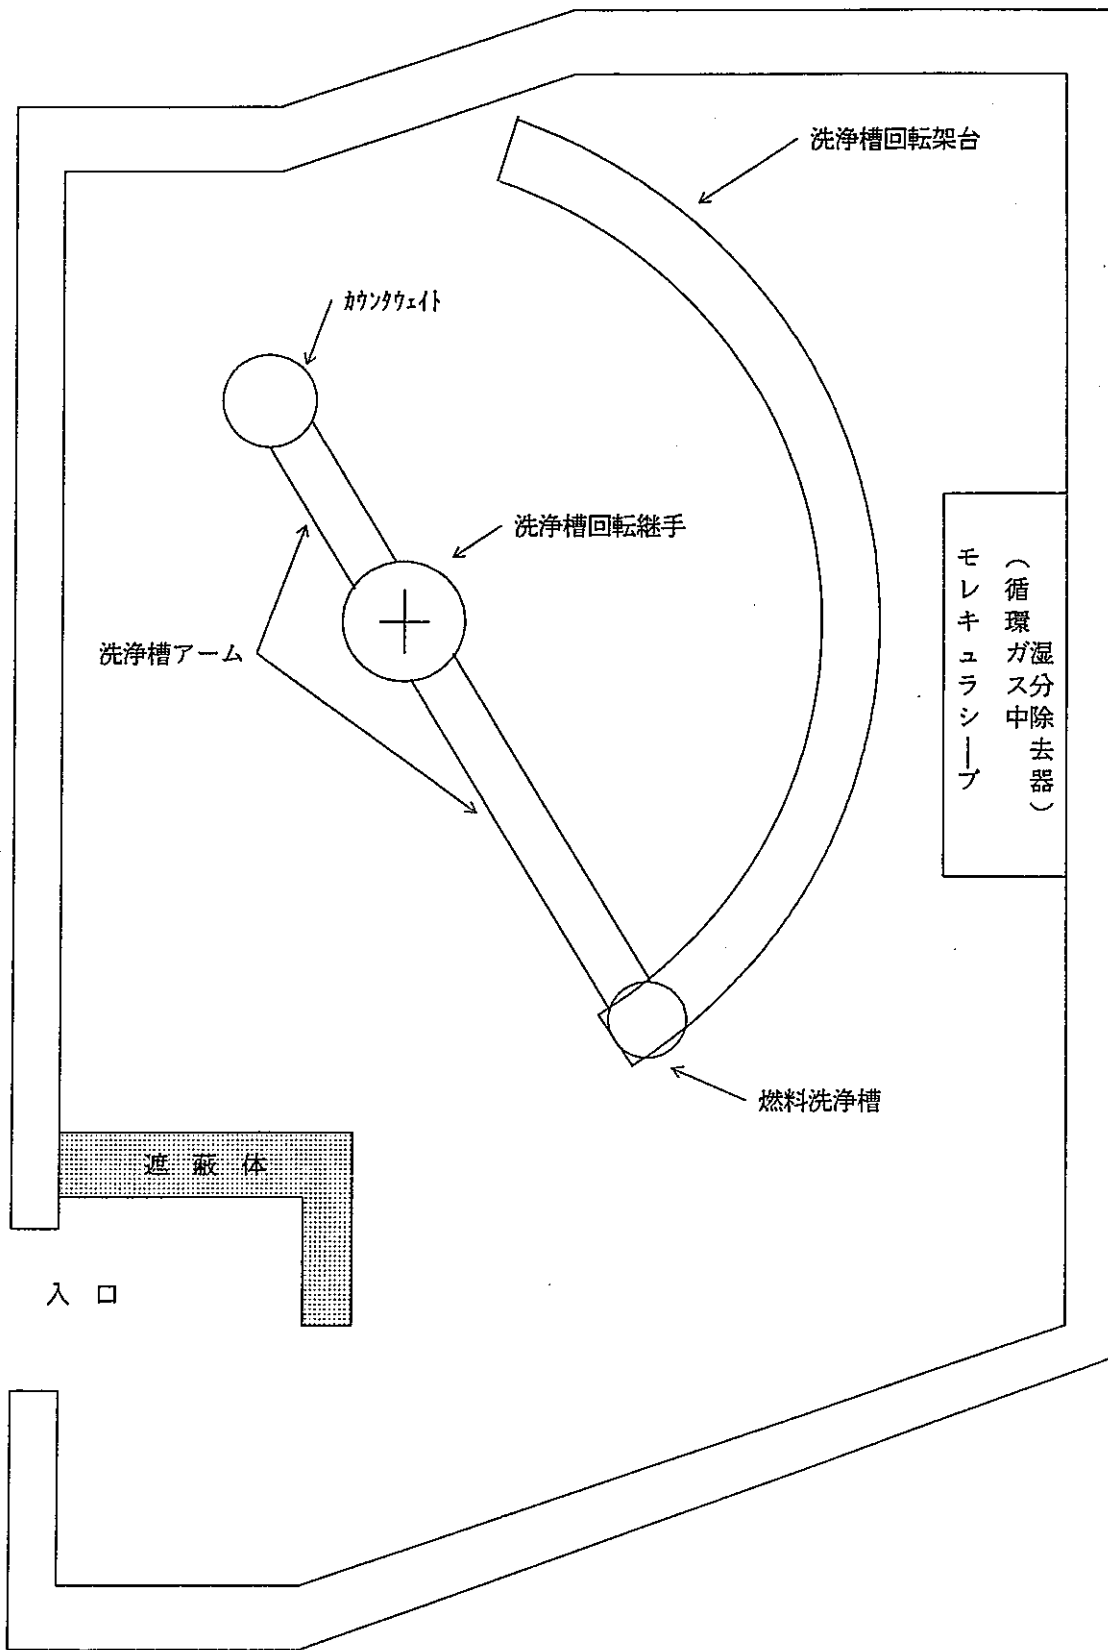 洗浄槽回転架台
ｶｳﾝﾀｳｪｲﾄ
洗浄槽回転継手
洗浄槽アーム
（循環ガス中
湿分除去器）
モレキュラシーブ
燃料洗浄槽
遮蔽体
入口